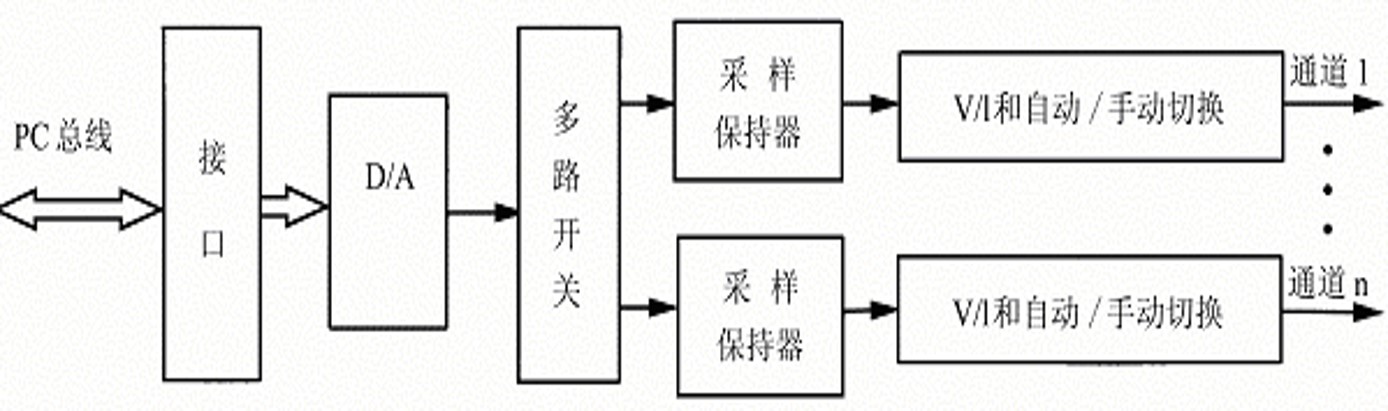 PC总线
接
口
D/A
多
路
开
关
采 样
保持器
V/I和自动/手动切换
通道1
采 样
保持器
V/I和自动/手动切换
通道n